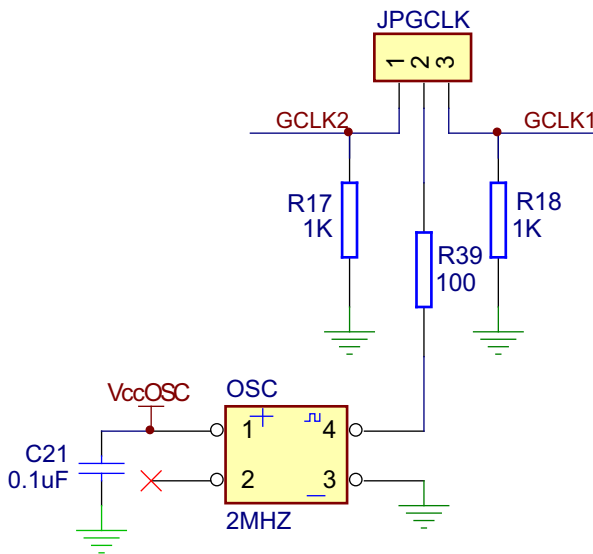 JPGCLK
1 2 3
GCLK2 GCLK1
R17
1K
R18
1K
R39
100
VccOSC
OSC
1 4
C21
0.1uF
2 3
2MHZ